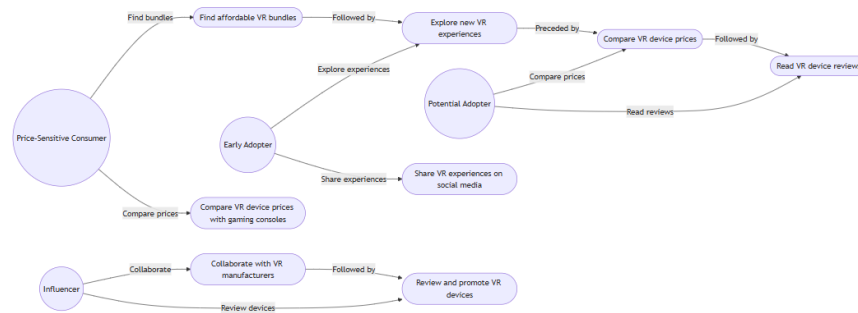 Find bundles
Find affordable VR bundles
Followed by
Explore new VR
experiences
Preceded by
Compare VR device prices
Followed by
Read VR device review
Explore experiences
Compare prices
Potential Adopter
Read reviews
Price-Sensitive Consumer
Early Adopter
Share experiences
Share VR experiences on
social media
Compare prices
Compare VR device prices
with gaming consoles
Influencer
Collaborate
Collaborate with VR
manufacturers
Followed by
Review and promote VR
devices
Review devices